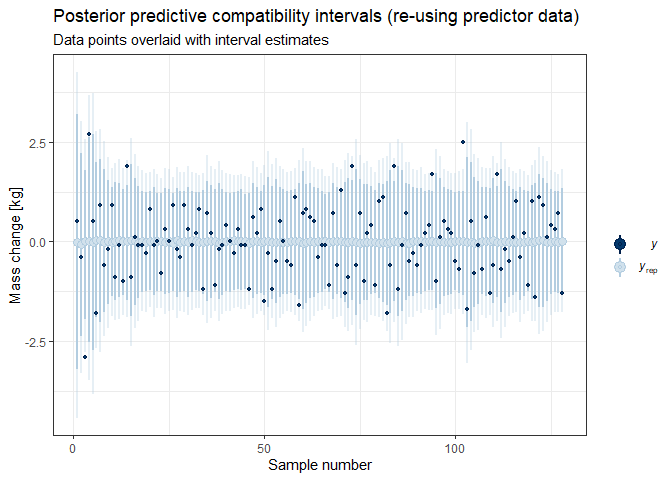 Posterior predictive compatibility intervals (re-using predictor data)
Data points overlaid with interval estimates
Mass change [kg]
2.5
0.0
-2.5
0
50
100
Sample number
y
y rep